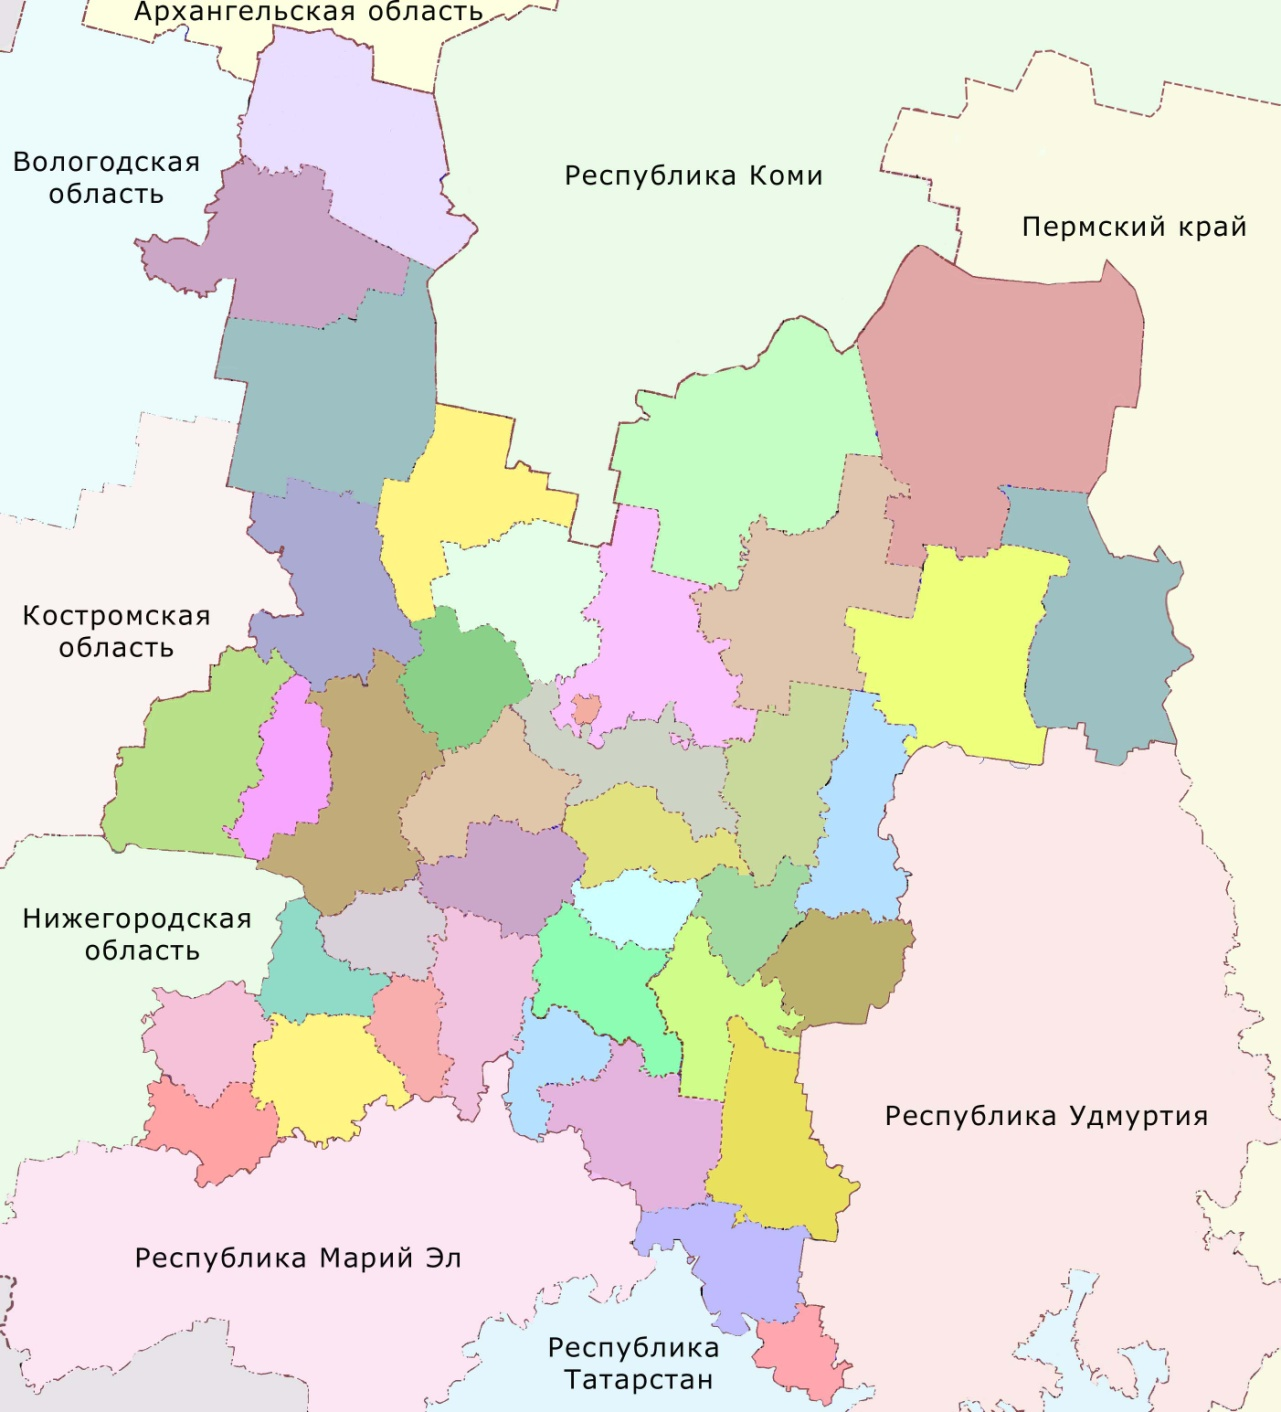 Архангельская область
Вологодская
область
Республика Коми
Пермский край
Костромская
область
Нижегородская
область
Республика Удмуртия
Республика Марий Эл
Республика
Татарстан